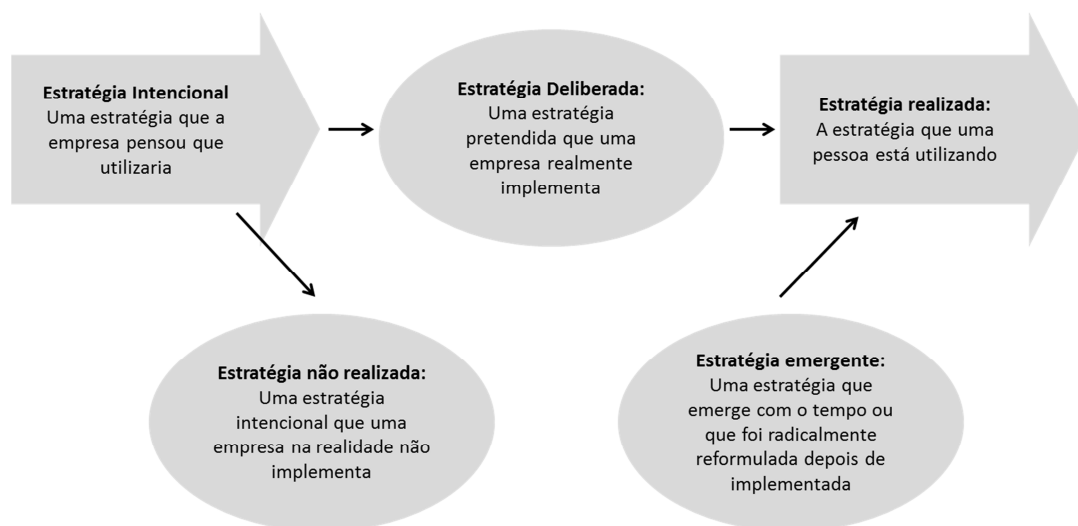 Estratégia Intencional
Uma estratégia que a
empresa pensou que
utilizaria
Estratégia Deliberada:
Uma estratégia
pretendida que uma
empresa realmente
implementa
Estratégia realizada:
A estratégia que uma
pessoa está utilizando
Estratégia não realizada:
Uma estratégia
intencional que uma
empresa na realidade não
implementa
Estratégia emergente:
Uma estratégia que
emerge com o tempo ou
que foi radicalmente
reformulada depois de
implementada